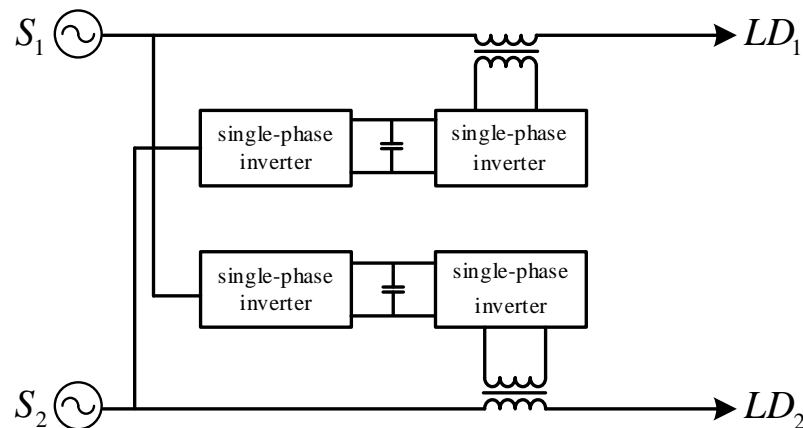 S₁
LD₁
single-phase
inverter
single-phase
inverter
single-phase
inverter
single-phase
inverter
S₂
LD₂